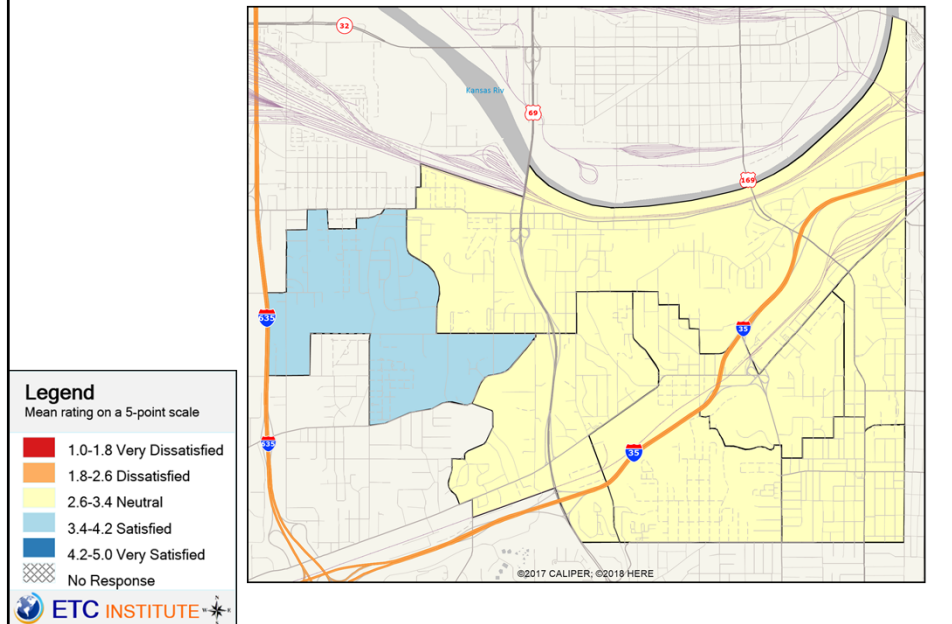 32
Kansas Riv
69
169
635
35
635
35
Legend
Mean rating on a 5-point scale
1.0-1.8 Very Dissatisfied
1.8-2.6 Dissatisfied
2.6-3.4 Neutral
3.4-4.2 Satisfied
4.2-5.0 Very Satisfied
No Response
ETC INSTITUTE
N
W E
S
©2017 CALIPER; ©2018 HERE